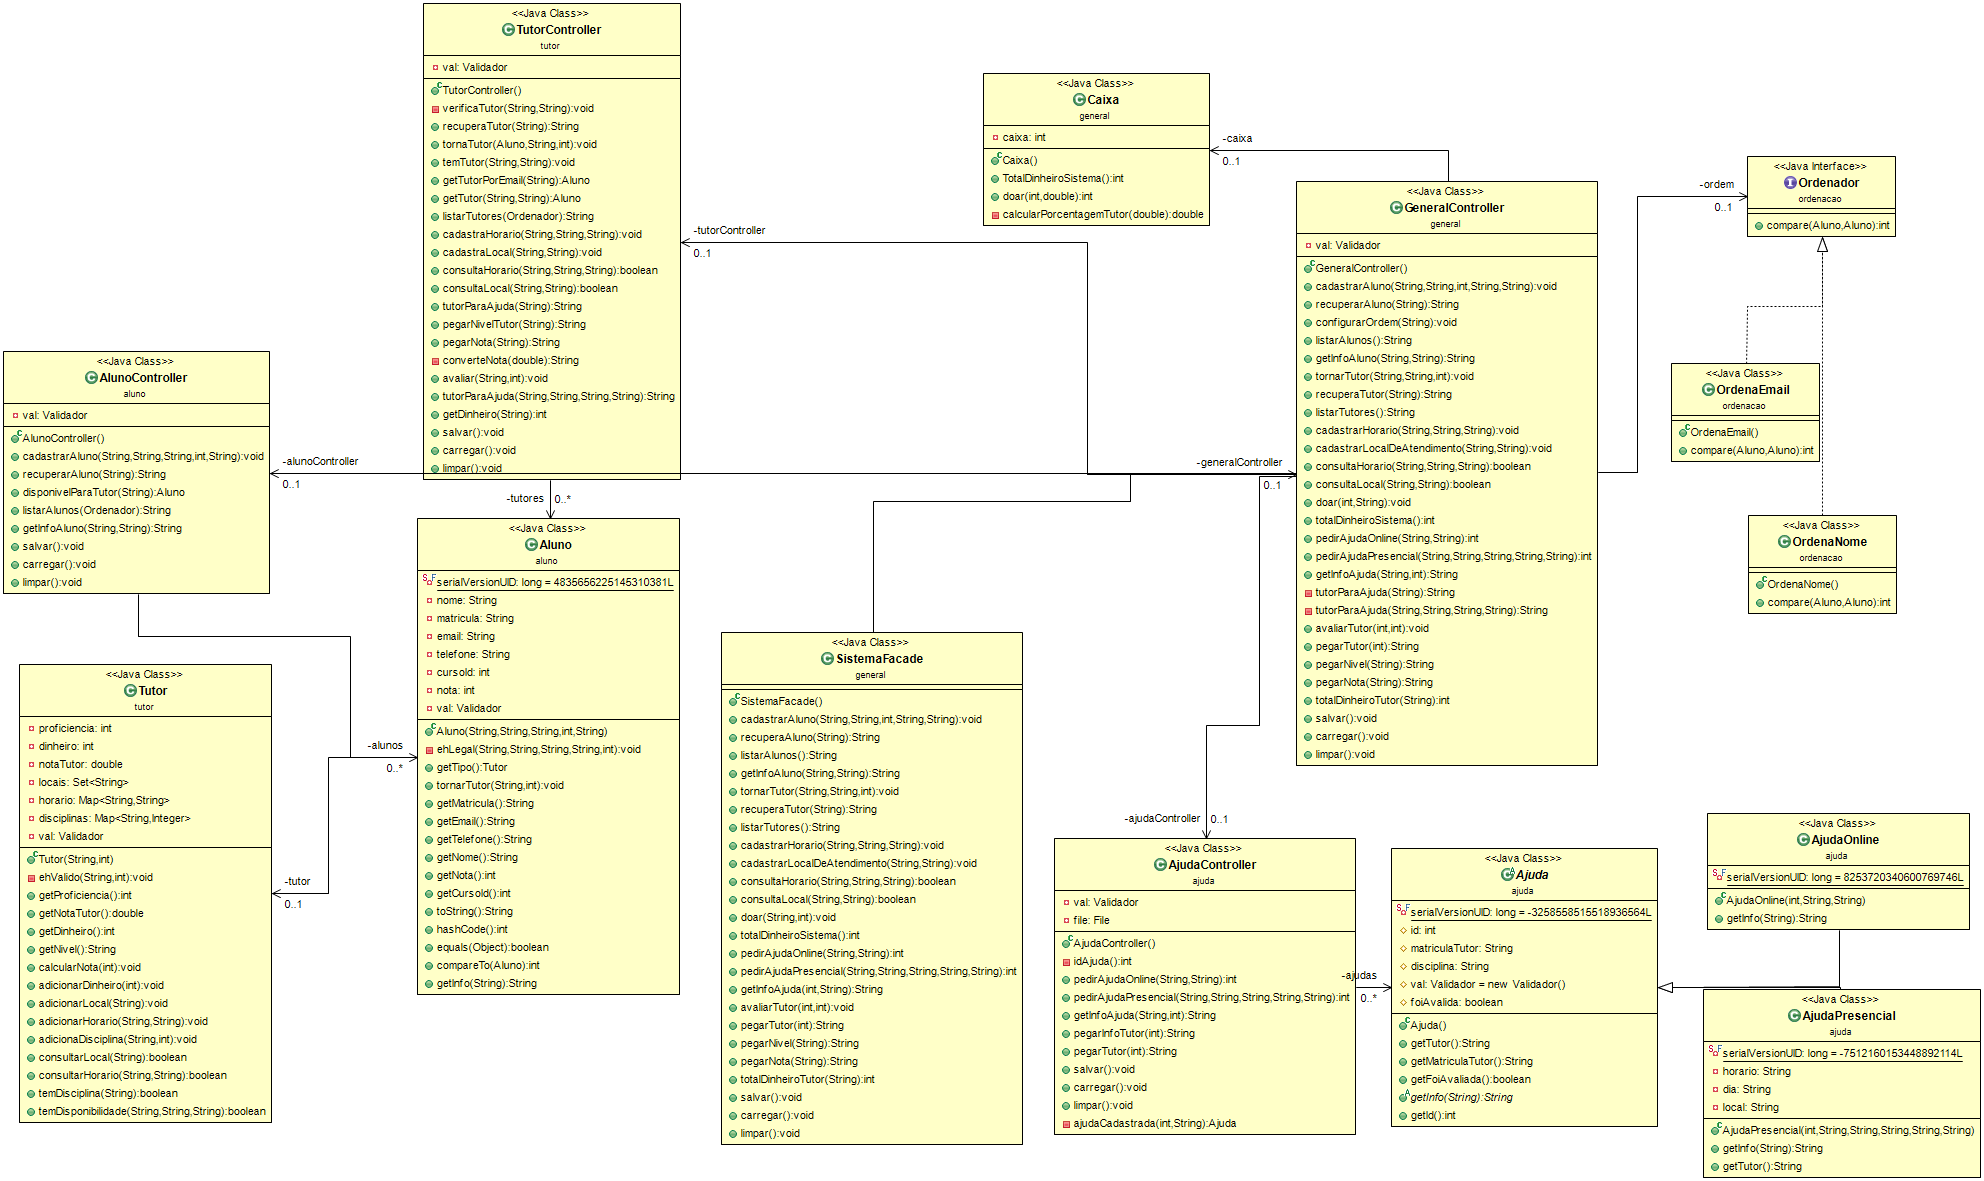 <<Java Class>>
TutorController
tutor
val: Validador
TutorController()
verificaTutor(String,String):void
recuperaTutor(String):String
tornaTutor(Aluno,String,int):void
temTutor(String,String):void
getTutorPorEmail(String):Aluno
getTutor(String,String):Aluno
listarTutores(Ordenador):String
cadastraHorario(String,String,String):void
cadastraLocal(String,String):void
consultaHorario(String,String,String):boolean
consultaLocal(String,String):boolean
tutorParaAjuda(String):String
pegarNivelTutor(String):String
pegarNota(String):String
converteNota(double):String
avaliar(String,int):void
tutorParaAjuda(String,String,String,String):String
getDinheiro(String):int
salvar():void
carregar():void
limpar():void
<<Java Class>>
Caixa
general
caixa: int
Caixa()
TotalDinheiroSistema():int
doar(int,double):int
calcularPorcentagemTutor(double):double
-caixa
0..1
<<Java Interface>>
Ordenador
ordenacao
compare(Aluno,Aluno):int
-ordem
0..1
<<Java Class>>
GeneralController
general
val: Validador
GeneralController()
cadastrarAluno(String,String,int,String,String):void
recuperarAluno(String):String
configurarOrdem(String):void
listarAlunos():String
getInfoAluno(String,String):String
tornarTutor(String,String,int):void
recuperaTutor(String):String
listarTutores():String
cadastrarHorario(String,String,String):void
cadastrarLocalDeAtendimento(String,String):void
consultaHorario(String,String,String):boolean
consultaLocal(String,String):boolean
doar(int,String):void
totalDinheiroSistema():int
pedirAjudaOnline(String,String):int
pedirAjudaPresencial(String,String,String,String,String):int
getInfoAjuda(String,int):String
tutorParaAjuda(String):String
tutorParaAjuda(String,String,String,String):String
avaliarTutor(int,int):void
pegarTutor(int):String
pegarNivel(String):String
pegarNota(String):String
totalDinheiroTutor(String):int
salvar():void
carregar():void
limpar():void
-tutorController
0..1
<<Java Class>>
AlunoController
aluno
val: Validador
AlunoController()
cadastrarAluno(String,String,String,int,String):void
recuperarAluno(String):String
disponivelParaTutor(String):Aluno
listarAlunos(Ordenador):String
getInfoAluno(String,String):String
salvar():void
carregar():void
limpar():void
-alunoController
0..1
-generalController
0..1
-tutores
0..*
<<Java Class>>
OrdenaEmail
ordenacao
OrdenaEmail()
compare(Aluno,Aluno):int
<<Java Class>>
OrdenaNome
ordenacao
OrdenaNome()
compare(Aluno,Aluno):int
<<Java Class>>
Aluno
aluno
serialVersionUID: long = 4835656225145310381L
nome: String
matricula: String
email: String
telefone: String
cursoId: int
nota: int
val: Validador
Aluno(String,String,String,int,String)
ehLegal(String,String,String,String,int):void
getTipo():Tutor
tornarTutor(String,int):void
getMatricula():String
getEmail():String
getTelefone():String
getNome():String
getNota():int
getCursoId():int
toString():String
hashCode():int
equals(Object):boolean
compareTo(Aluno):int
getInfo(String):String
<<Java Class>>
Tutor
tutor
proficiencia: int
dinheiro: int
notaTutor: double
locais: Set<String>
horario: Map<String,String>
disciplinas: Map<String,Integer>
val: Validador
Tutor(String,int)
ehValido(String,int):void
getProficiencia():int
getNotaTutor():double
getDinheiro():int
getNivel():String
calcularNota(int):void
adicionarDinheiro(int):void
adicionarLocal(String):void
adicionarHorario(String,String):void
adicionaDisciplina(String,int):void
consultarLocal(String):boolean
consultarHorario(String,String):boolean
temDisciplina(String):boolean
temDisponibilidade(String,String,String):boolean
-alunos
0..*
-tutor
0..1
<<Java Class>>
SistemaFacade
general
SistemaFacade()
cadastrarAluno(String,String,int,String,String):void
recuperaAluno(String):String
listarAlunos():String
getInfoAluno(String,String):String
tornarTutor(String,String,int):void
recuperaTutor(String):String
listarTutores():String
cadastrarHorario(String,String,String):void
cadastrarLocalDeAtendimento(String,String):void
consultaHorario(String,String,String):boolean
consultaLocal(String,String):boolean
doar(String,int):void
totalDinheiroSistema():int
pedirAjudaOnline(String,String):int
pedirAjudaPresencial(String,String,String,String,String):int
getInfoAjuda(int,String):String
avaliarTutor(int,int):void
pegarTutor(int):String
pegarNivel(String):String
pegarNota(String):String
totalDinheiroTutor(String):int
salvar():void
carregar():void
limpar():void
-ajudaController
0..1
<<Java Class>>
AjudaController
ajuda
val: Validador
file: File
AjudaController()
idAjuda():int
pedirAjudaOnline(String,String):int
pedirAjudaPresencial(String,String,String,String,String):int
getInfoAjuda(String,int):String
pegarInfoTutor(int):String
pegarTutor(int):String
salvar():void
carregar():void
limpar():void
ajudaCadastrada(int,String):Ajuda
-ajudas
0..*
<<Java Class>>
Ajuda
ajuda
serialVersionUID: long = -3258558515518936564L
id: int
matriculaTutor: String
disciplina: String
val: Validador = new Validador()
foiAvalida: boolean
Ajuda()
getTutor():String
getMatriculaTutor():String
getFoiAvaliada():boolean
getInfo(String):String
getId():int
<<Java Class>>
AjudaOnline
ajuda
serialVersionUID: long = 8253720340600769746L
AjudaOnline(int,String,String)
getInfo(String):String
<<Java Class>>
AjudaPresencial
ajuda
serialVersionUID: long = -7512160153448892114L
horario: String
dia: String
local: String
AjudaPresencial(int,String,String,String,String,String)
getInfo(String):String
getTutor():String